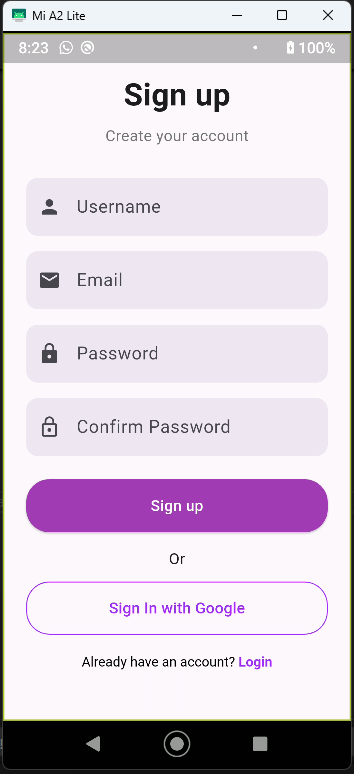 Mi A2 Lite
8:23 100%
Sign up
Create your account
Username
Email
Password
Confirm Password
Sign up
Or
Sign In with Google
Already have an account? Login